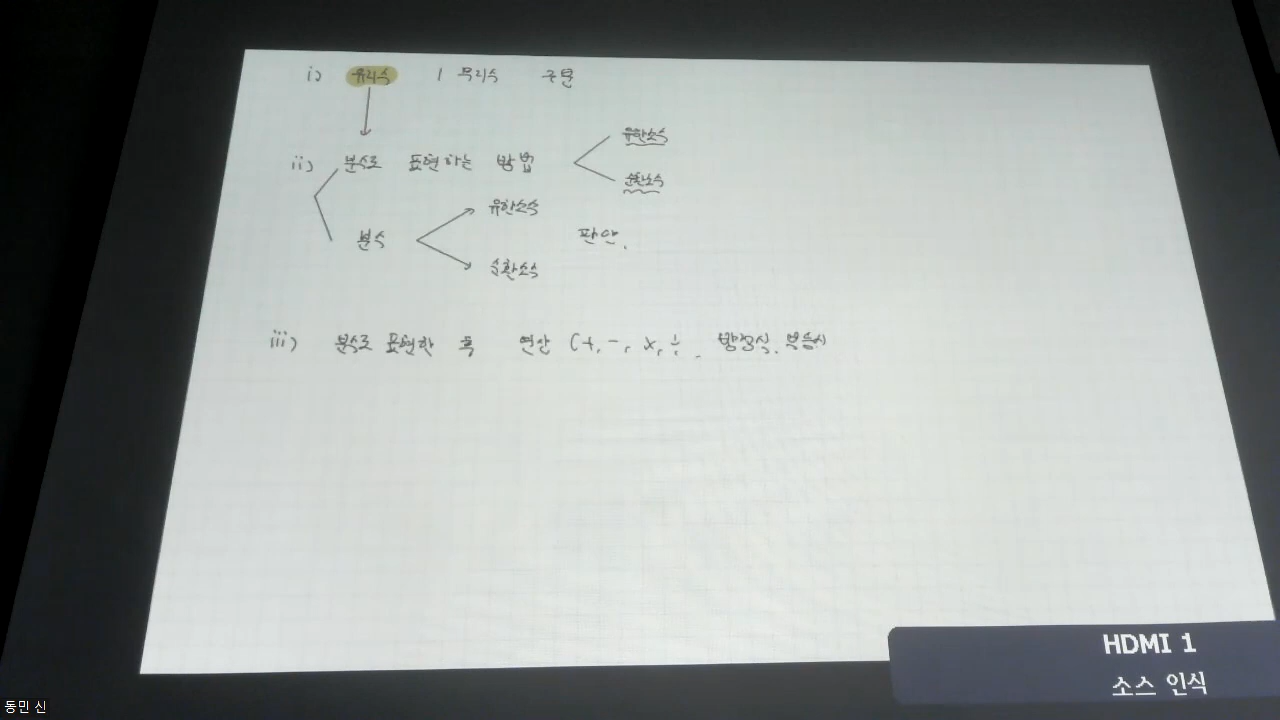 i) 유리수 / 무리수 구분
ii) 분수로 표현하는 방법
유한소수
순환소수
분수
유한소수
순환소수
판단.
iii) 분수로 표현한 후 연산 (+, -, ×, ÷, 방정식, 부등식
HDMI 1
소스 인식
동민 신